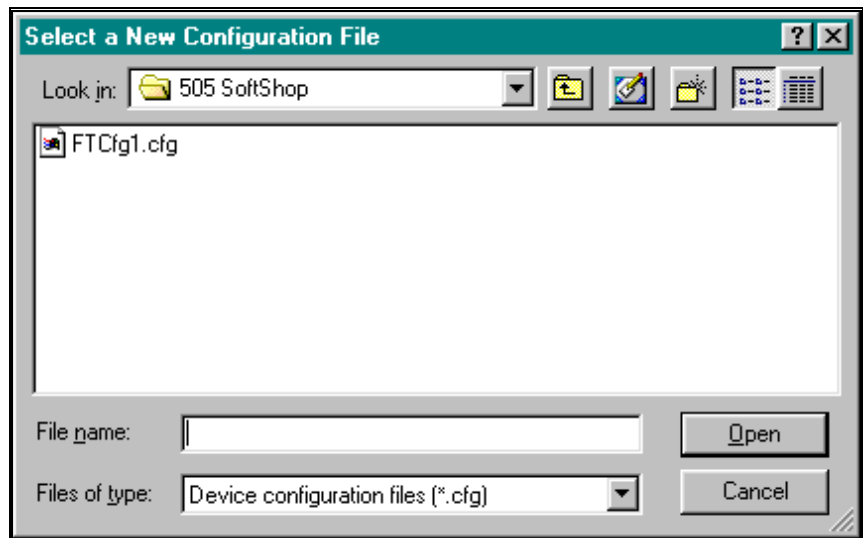 Select a New Configuration File
Look in: 505 SoftShop
FTCfg1.cfg
File name:
Open
Files of type: Device configuration files (*.cfg)
Cancel